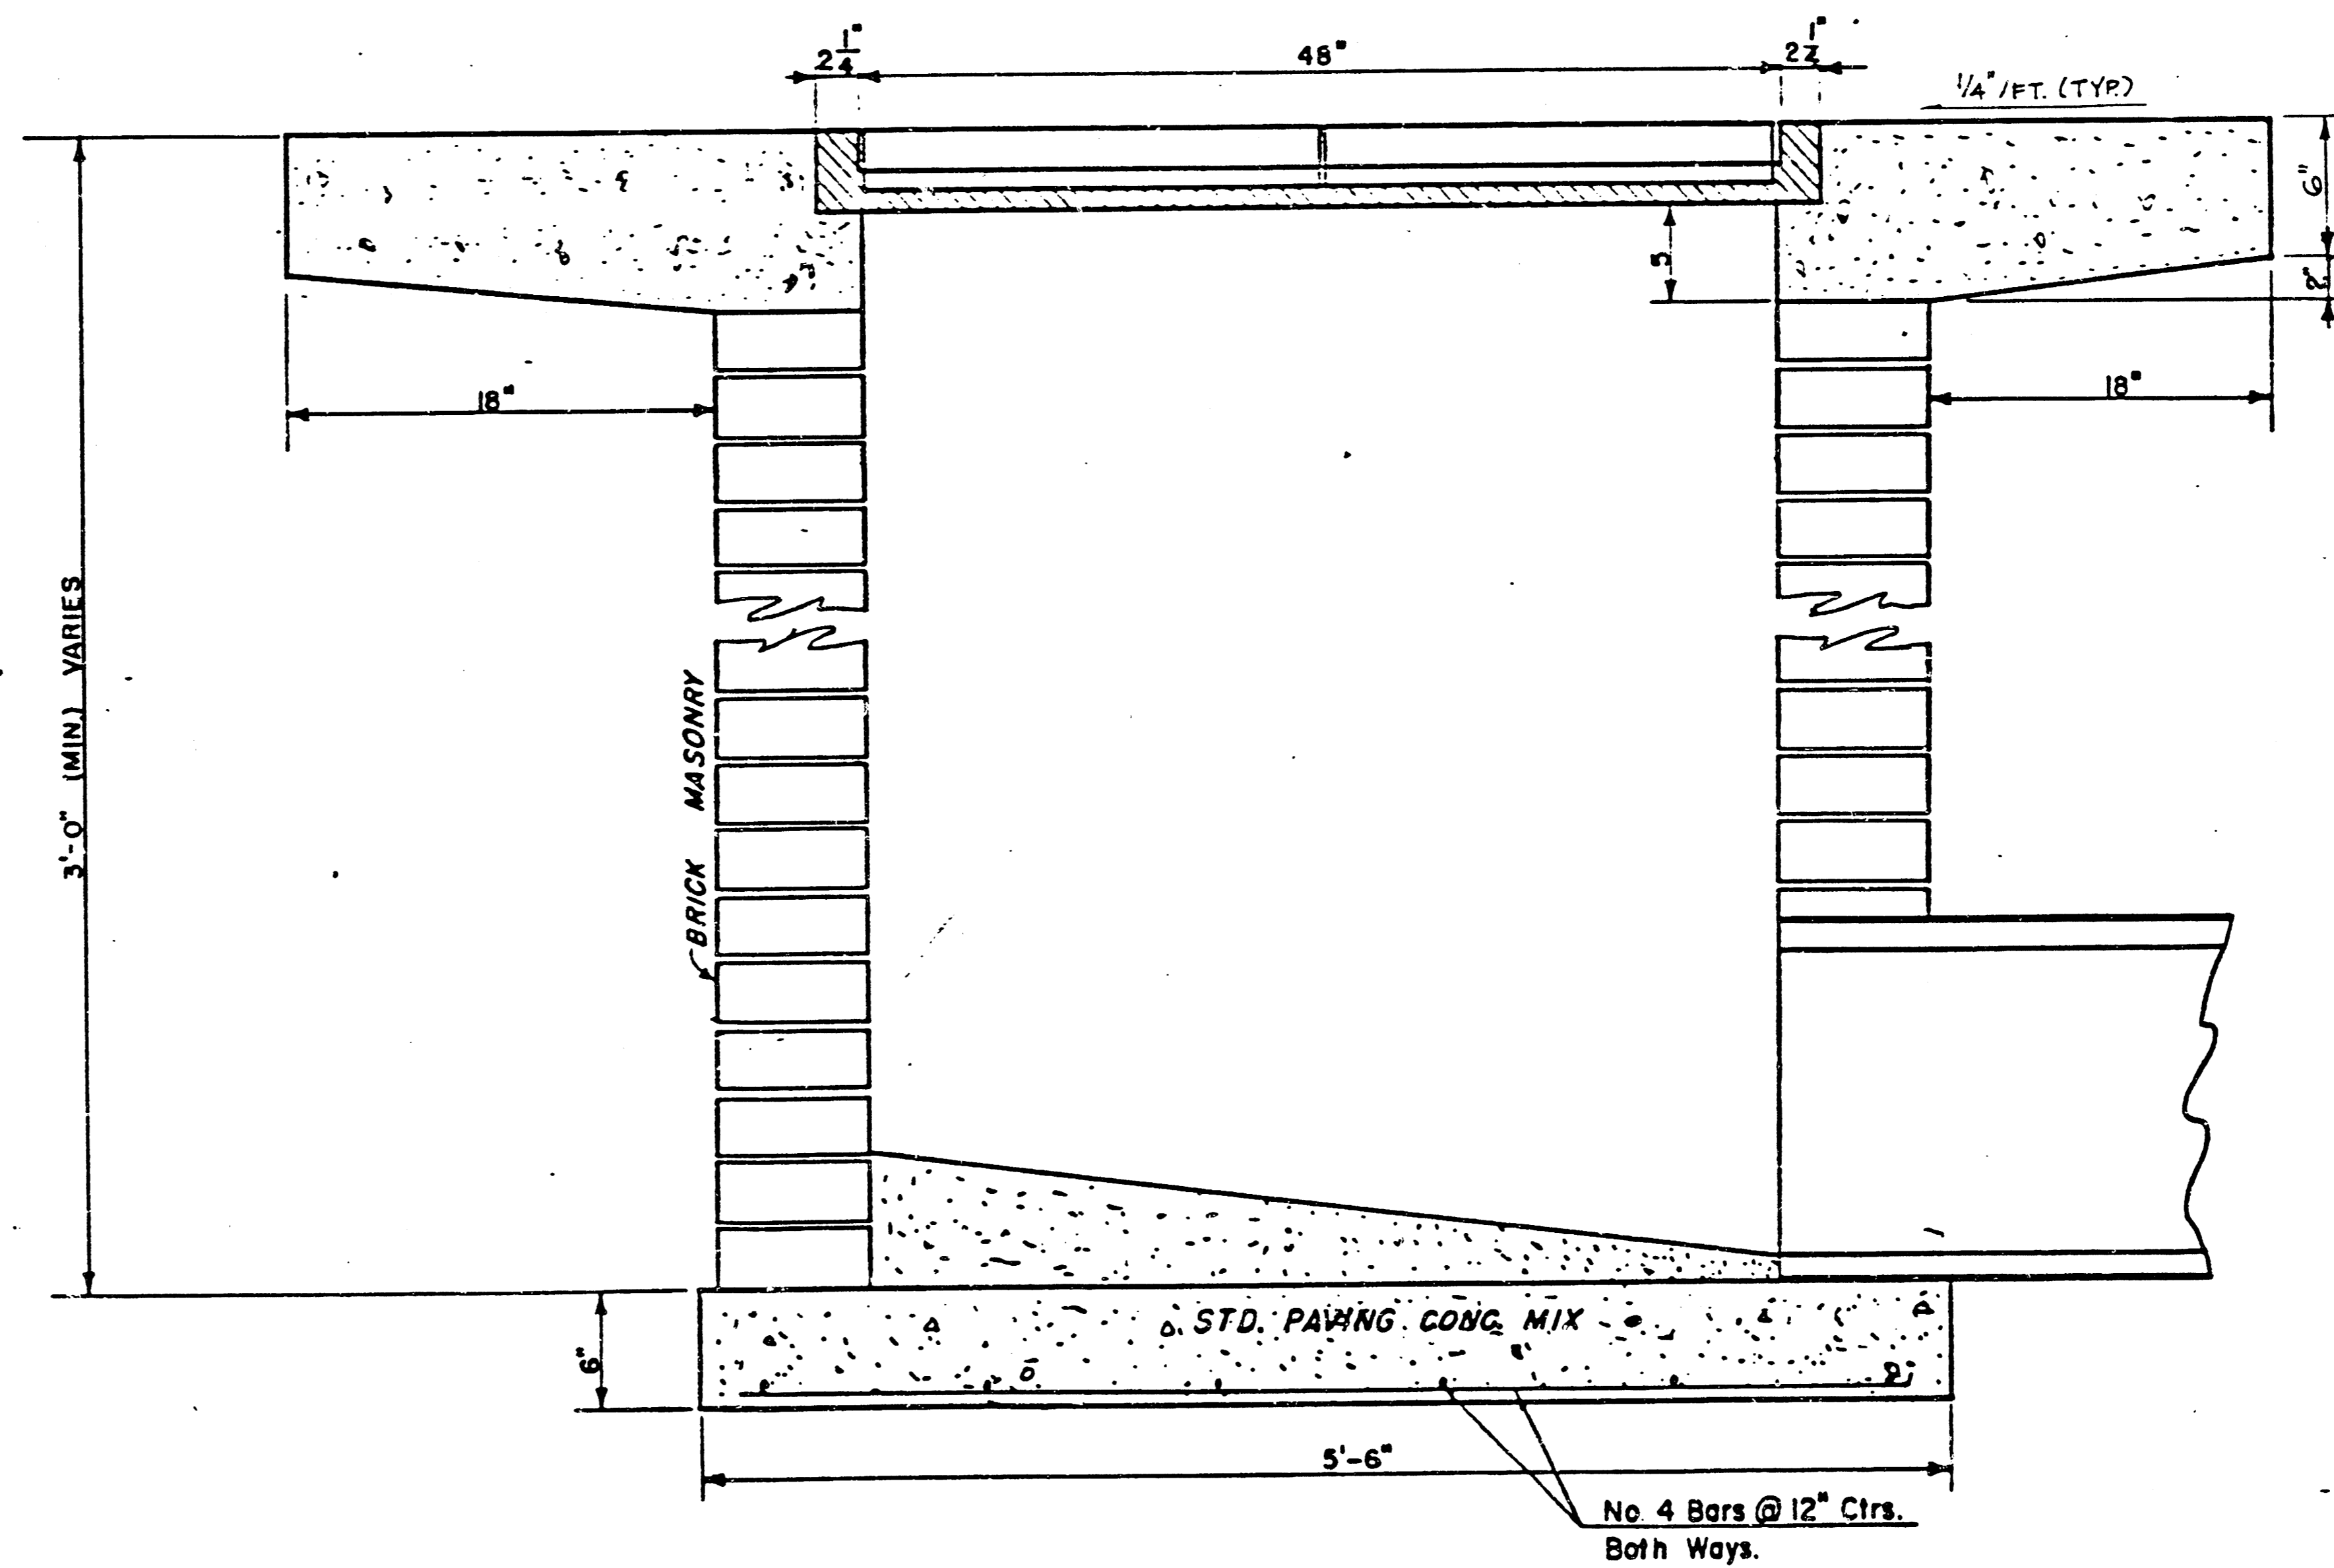 2 1/4"
48"
2 1/4"
1/4"/FT. (TYP.)
6"
2"
5
18"
18"
3'-0" (MIN.) VARIES
BRICK MASONRY
STD. PAVING CONC. MIX
6"
5'-6"
No. 4 Bars @ 12" Ctrs.
Both Ways.